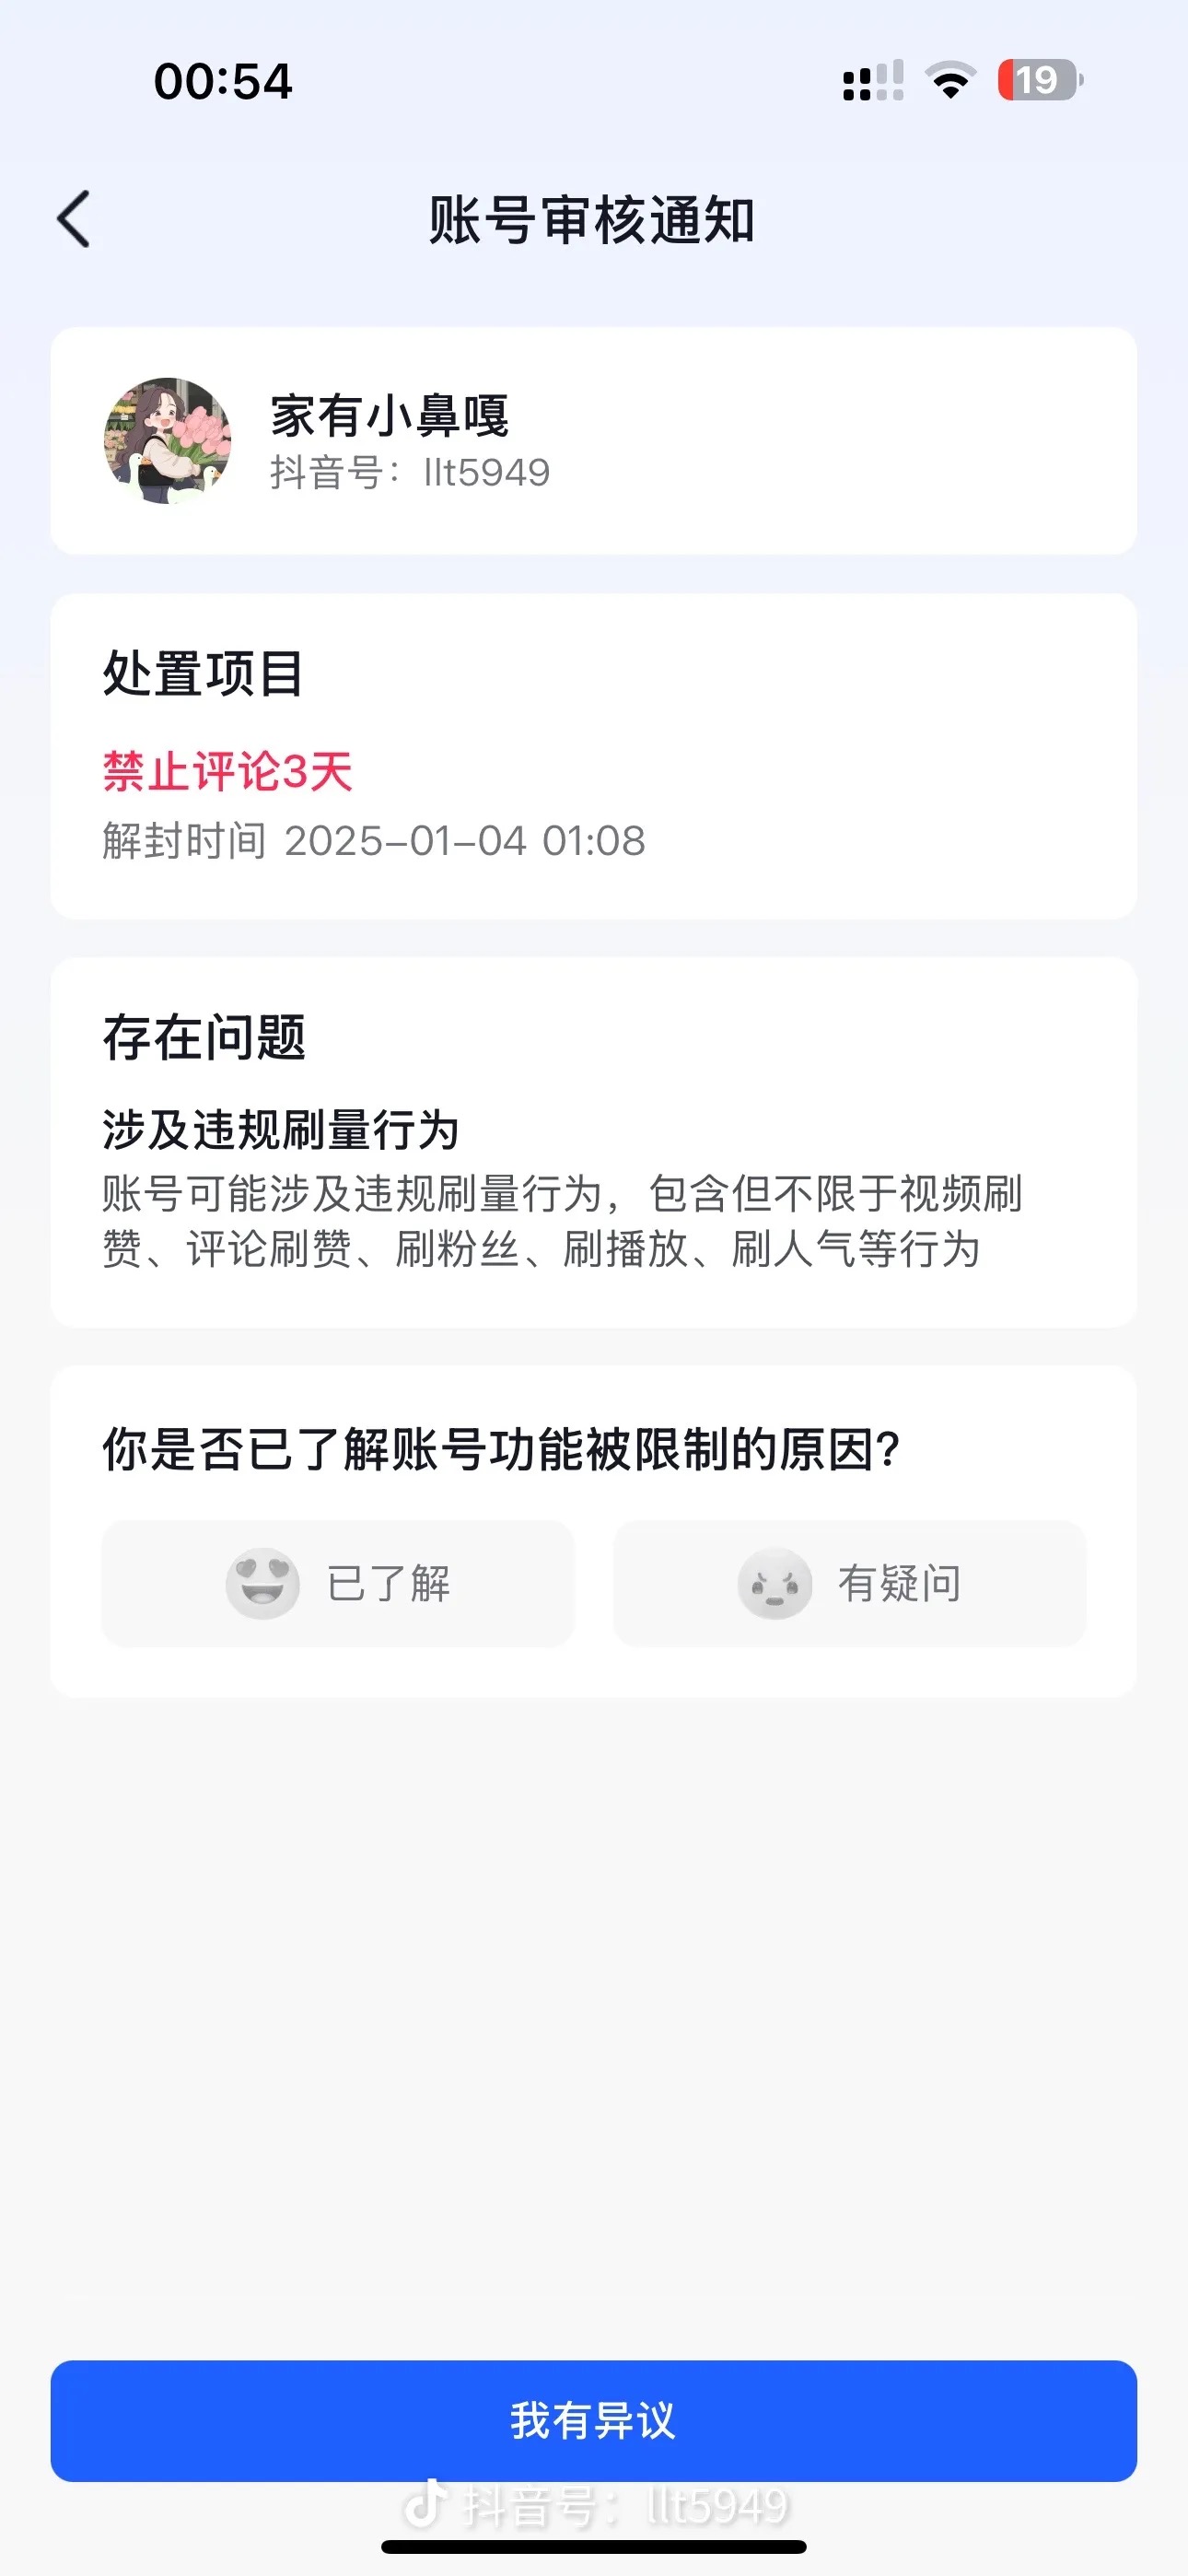 00:54
19
账号审核通知
家有小鼻嘎
抖音号：llt5949
处置项目
禁止评论3天
解封时间 2025-01-04 01:08
存在问题
涉及违规刷量行为
账号可能涉及违规刷量行为，包含但不限于视频刷
赞、评论刷赞、刷粉丝、刷播放、刷人气等行为
你是否已了解账号功能被限制的原因？
已了解
有疑问
我有异议
抖音号：llt5949